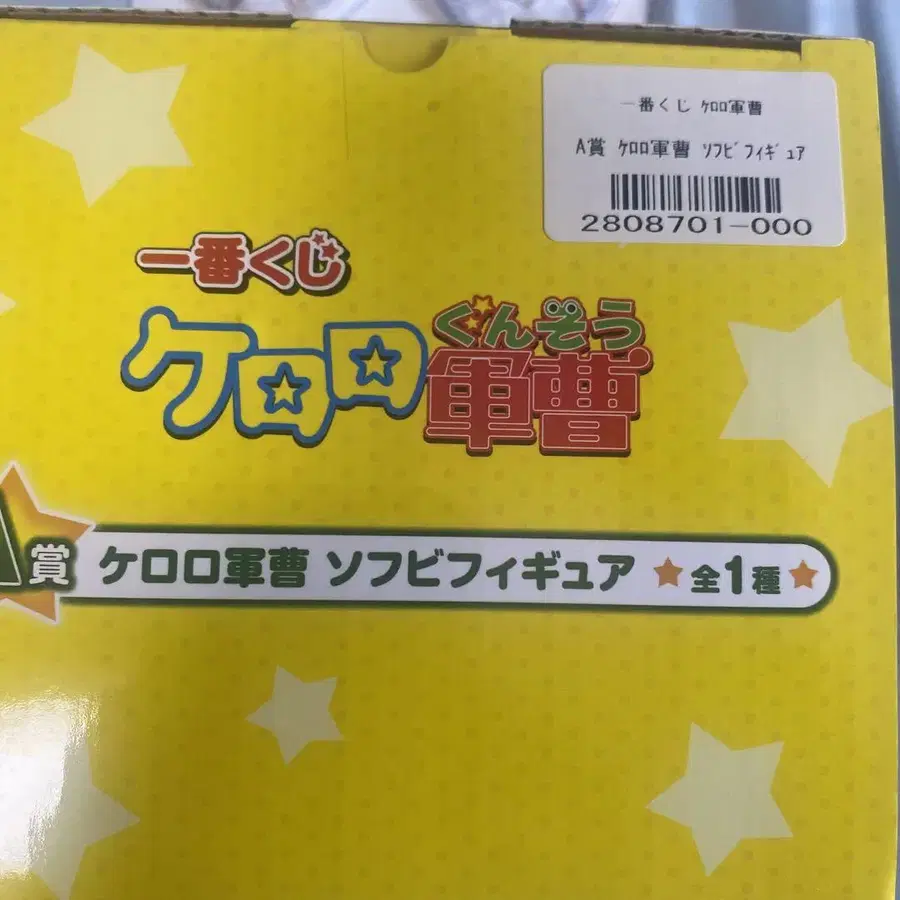 一番くじ ｹﾛﾛ軍曹
A賞 ｹﾛﾛ軍曹 ｿﾌﾋﾞﾌｨｷﾞｭｱ
2808701-000
一番くじ
ぐんそう
ケロロ軍曹
A賞 ケロロ軍曹 ソフビフィギュア ★全1種★